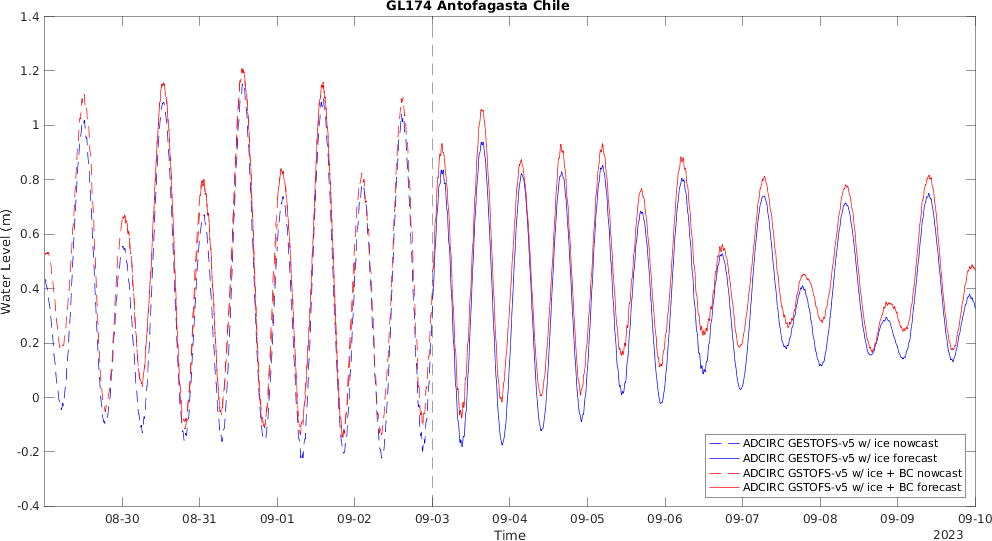 GL174 Antofagasta Chile
1.4
1.2
1
0.8
0.6
0.4
0.2
0
-0.2
-0.4
Water Level (m)
ADCIRC GESTOFS-v5 w/ ice nowcast
ADCIRC GESTOFS-v5 w/ ice forecast
ADCIRC GSTOFS-v5 w/ ice + BC nowcast
ADCIRC GSTOFS-v5 w/ ice + BC forecast
08-30 08-31 09-01 09-02 09-03 09-04 09-05 09-06 09-07 09-08 09-09 09-10
Time
2023